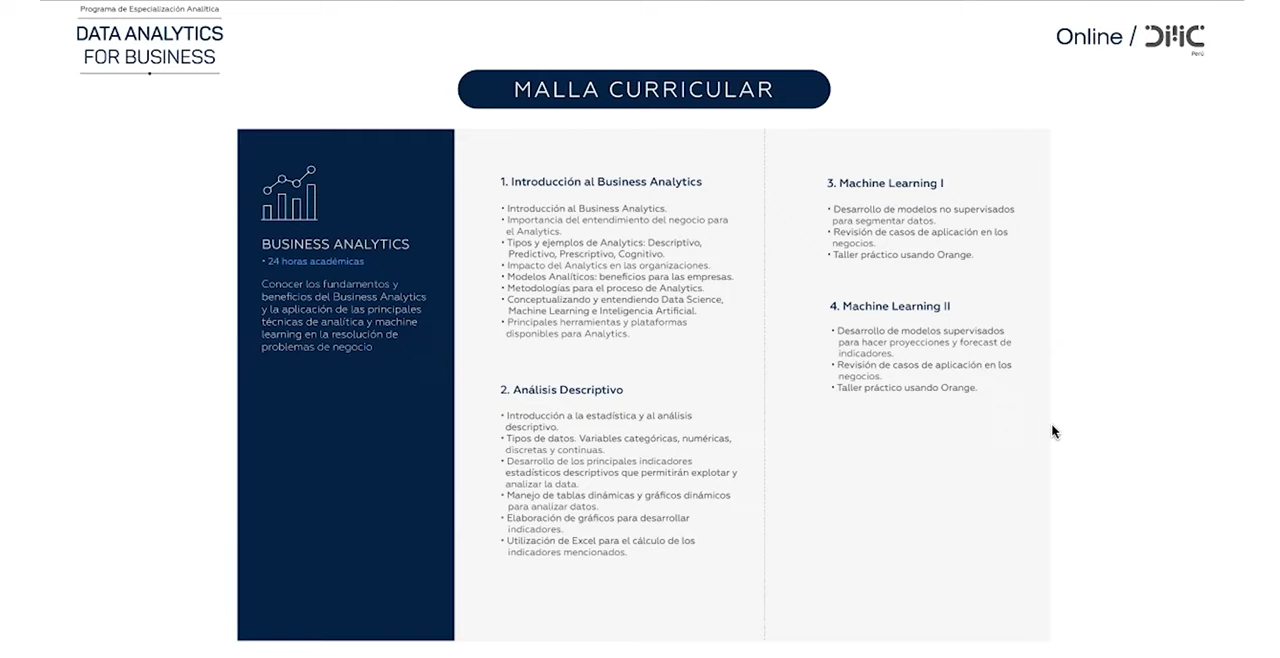 Programa de Especialización Analítica
DATA ANALYTICS
FOR BUSINESS
Online / DMC
Perú
MALLA CURRICULAR
BUSINESS ANALYTICS
• 24 horas académicas
Conocer los fundamentos y
beneficios del Business Analytics
y la aplicación de las principales
técnicas de analítica y machine
learning en la resolución de
problemas de negocio
1. Introducción al Business Analytics
• Introducción al Business Analytics.
• Importancia del entendimiento del negocio para
el Analytics.
• Tipos y ejemplos de Analytics: Descriptivo,
Predictivo, Prescriptivo, Cognitivo.
• Impacto del Analytics en las organizaciones.
• Modelos Analíticos: beneficios para las empresas.
• Metodologías para el proceso de Analytics.
• Conceptualizando y entendiendo Data Science,
Machine Learning e Inteligencia Artificial.
• Principales herramientas y plataformas
disponibles para Analytics.
2. Análisis Descriptivo
• Introducción a la estadística y al análisis
descriptivo.
• Tipos de datos. Variables categóricas, numéricas,
discretas y continuas.
• Desarrollo de los principales indicadores
estadísticos descriptivos que permitirán explotar y
analizar la data.
• Manejo de tablas dinámicas y gráficos dinámicos
para analizar datos.
• Elaboración de gráficos para desarrollar
indicadores.
• Utilización de Excel para el cálculo de los
indicadores mencionados.
3. Machine Learning I
• Desarrollo de modelos no supervisados
para segmentar datos.
• Revisión de casos de aplicación en los
negocios.
• Taller práctico usando Orange.
4. Machine Learning II
• Desarrollo de modelos supervisados
para hacer proyecciones y forecast de
indicadores.
• Revisión de casos de aplicación en los
negocios.
• Taller práctico usando Orange.